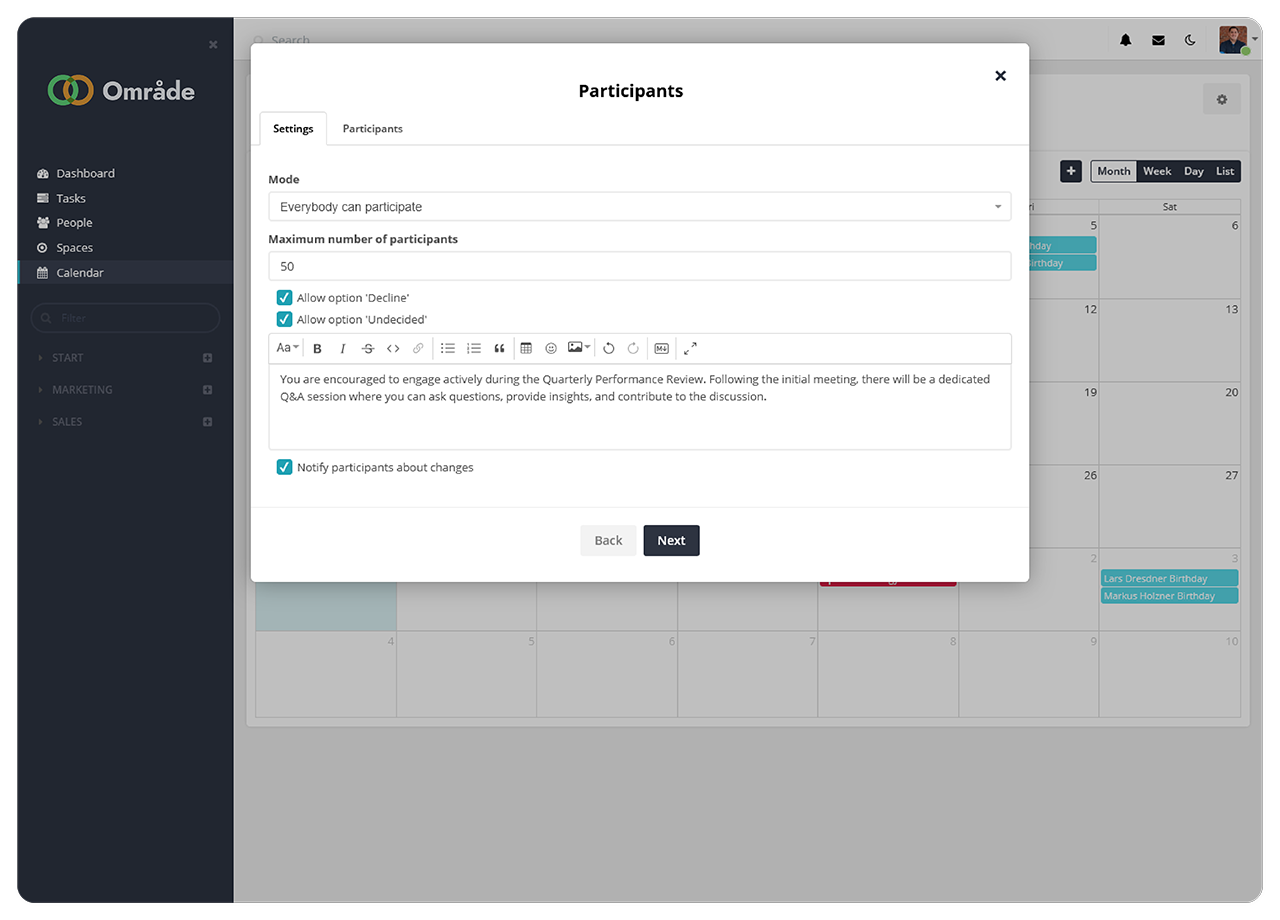 Område
Dashboard
Tasks
People
Spaces
Calendar
Filter
START
MARKETING
SALES
Search
Participants
Settings
Participants
Mode
Everybody can participate
Maximum number of participants
50
Allow option 'Decline'
Allow option 'Undecided'
Aa B I S
You are encouraged to engage actively during the Quarterly Performance Review. Following the initial meeting, there will be a dedicated
Q&A session where you can ask questions, provide insights, and contribute to the discussion.
Notify participants about changes
Back Next
Month Week Day List
Sat
5 6
12 13
19 20
26 27
2 3
Lars Dresdner Birthday
Markus Holzner Birthday
4 5 6 7 8 9 10